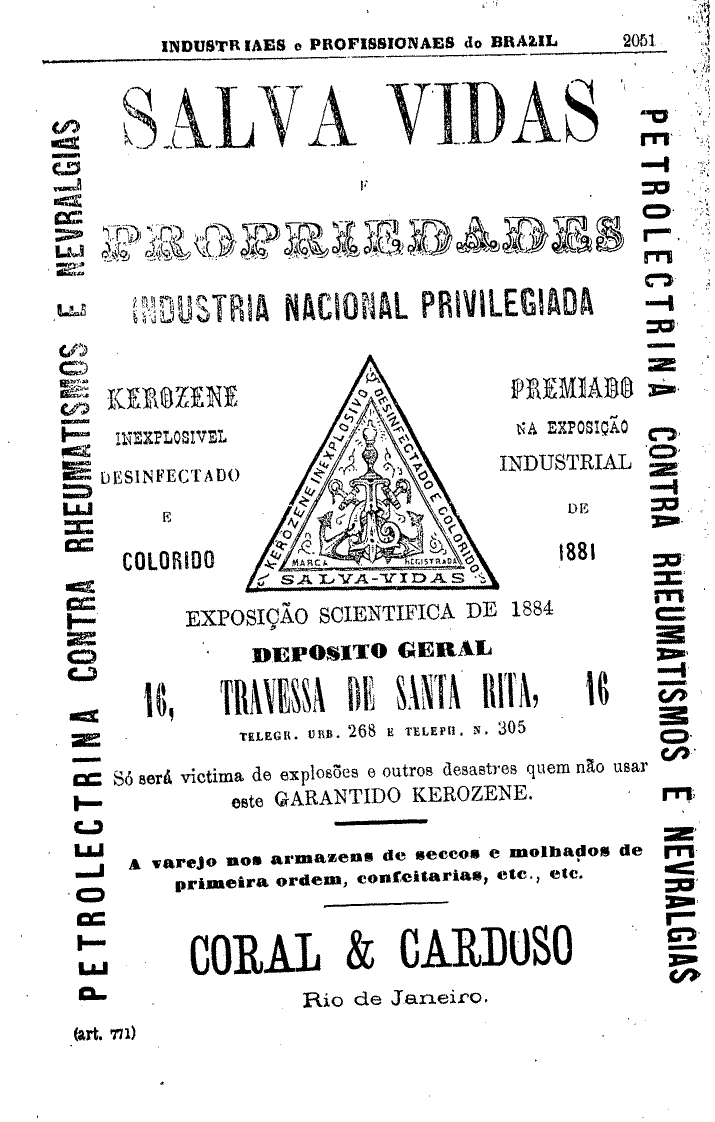 INDUSTRIAES e PROFISSIONAES do BRAZIL 2051
SALVA VIDAS
E
PROPRIEDADES
INDUSTRIA NACIONAL PRIVILEGIADA
KEROZENE
INEXPLOSIVEL
DESINFECTADO
E
COLORIDO
KEROZENE INEXPLOSIVO
DESINFECTADO E COLORIDO
MARCA REGISTRADA
SALVA-VIDAS
PREMIADO
NA EXPOSIÇÃO
INDUSTRIAL
DE
1881
EXPOSIÇÃO SCIENTIFICA DE 1884
DEPOSITO GERAL
16, TRAVESSA DE SANTA RITA, 16
TELEGR. URB. 268 E TELEPH. N. 305
Só será victima de explosões e outros desastres quem não usar
este GARANTIDO KEROZENE.
A varejo nos armazens de seccos e molhados de
primeira ordem, confeitarias, etc., etc.
CORAL & CARDOSO
Rio de Janeiro.
PETROLECTRINA CONTRA RHEUMATISMOS E NEVRALGIAS
PETROLECTRINA CONTRA RHEUMATISMOS E NEVRALGIAS
(art. 771)